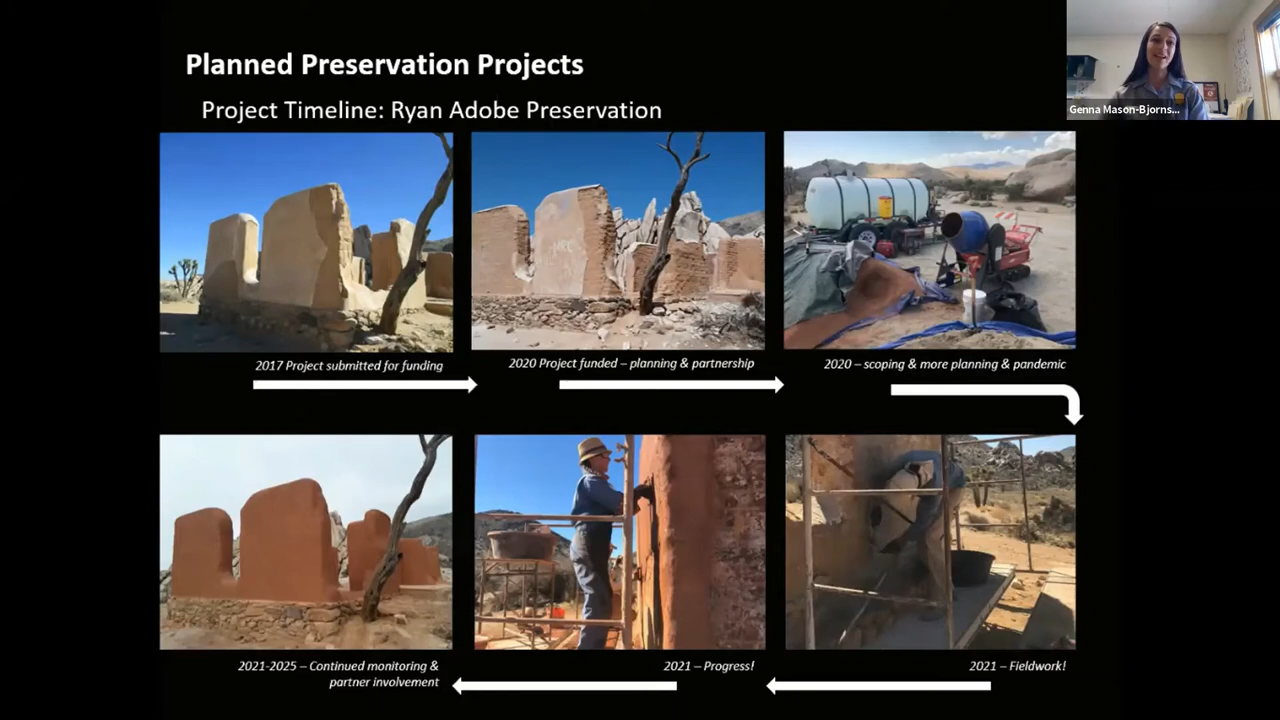 Planned Preservation Projects
Genna Mason-Bjorns...
Project Timeline: Ryan Adobe Preservation
2017 Project submitted for funding
2020 Project funded – planning & partnership
2020 – scoping & more planning & pandemic
2021-2025 – Continued monitoring &
partner involvement
2021 – Progress!
2021 – Fieldwork!